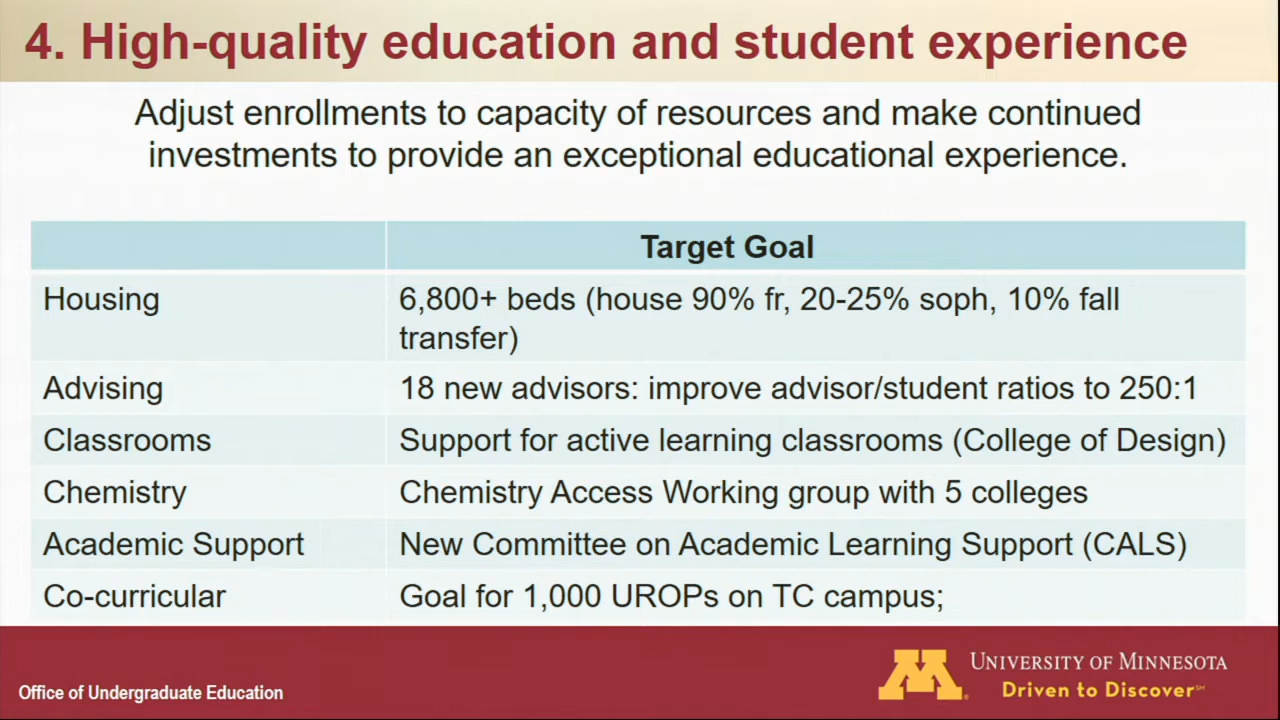 4. High-quality education and student experience
Adjust enrollments to capacity of resources and make continued
investments to provide an exceptional educational experience.
Target Goal
Housing
6,800+ beds (house 90% fr, 20-25% soph, 10% fall
transfer)
Advising
18 new advisors: improve advisor/student ratios to 250:1
Classrooms
Support for active learning classrooms (College of Design)
Chemistry
Chemistry Access Working group with 5 colleges
Academic Support
New Committee on Academic Learning Support (CALS)
Co-curricular
Goal for 1,000 UROPs on TC campus;
Office of Undergraduate Education
M
UNIVERSITY OF MINNESOTA
Driven to Discover℠